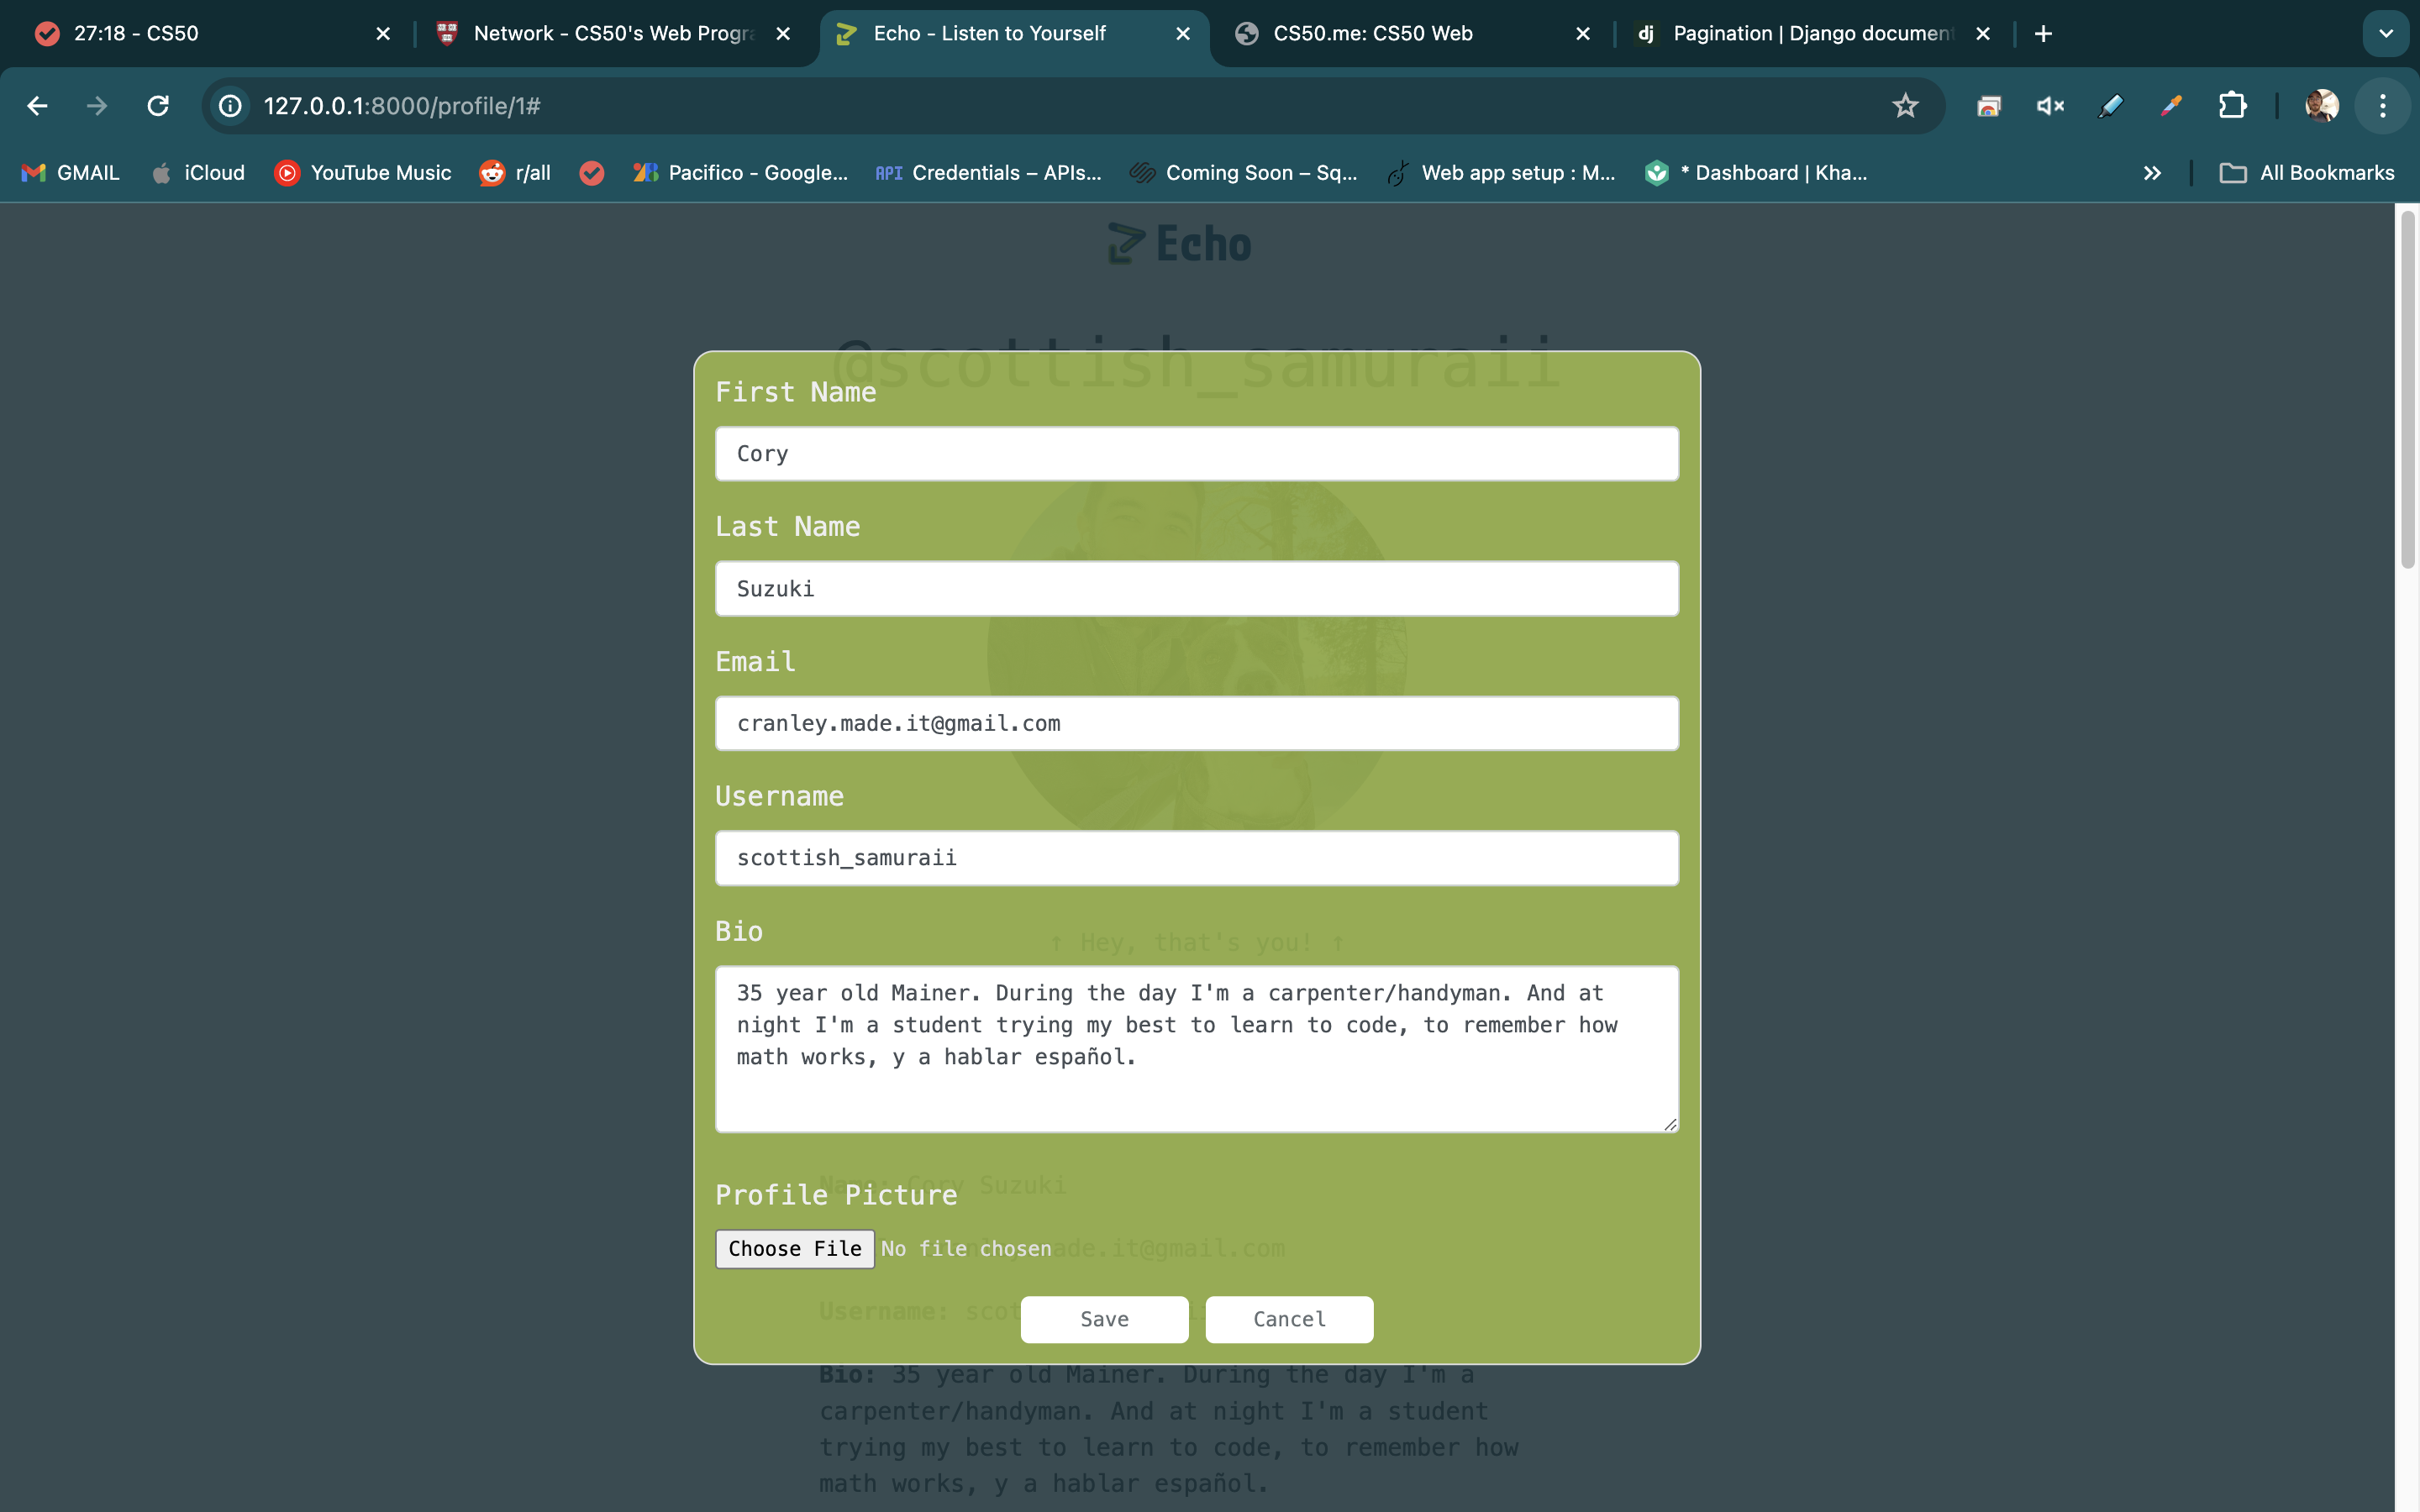 27:18 - CS50
Network - CS50's Web Progra
Echo - Listen to Yourself
CS50.me: CS50 Web
dj Pagination | Django document
127.0.0.1:8000/profile/1#
GMAIL
iCloud
YouTube Music
r/all
Pacifico - Google...
API Credentials – APIs...
Coming Soon – Sq...
Web app setup : M...
* Dashboard | Kha...
All Bookmarks
Echo
@scottish_samuraii
First Name
Cory
Last Name
Suzuki
Email
cranley.made.it@gmail.com
Username
scottish_samuraii
Bio
↑ Hey, that's you! ↑
35 year old Mainer. During the day I'm a carpenter/handyman. And at
night I'm a student trying my best to learn to code, to remember how
math works, y a hablar español.
Name: Cory Suzuki
Profile Picture
Choose File No file chosen
ade.it@gmail.com
Username: scot
Save Cancel
Bio: 35 year old Mainer. During the day I'm a
carpenter/handyman. And at night I'm a student
trying my best to learn to code, to remember how
math works, y a hablar español.